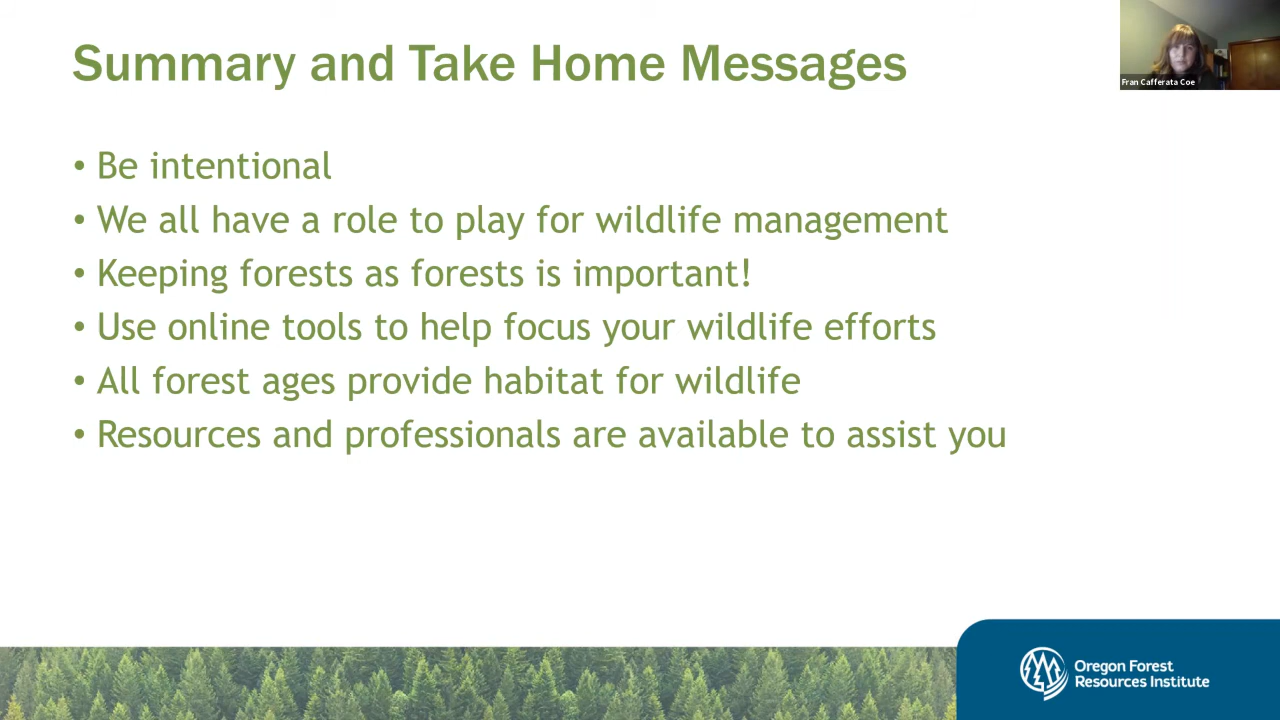 Summary and Take Home Messages
Fran Cafferata Coe
• Be intentional
• We all have a role to play for wildlife management
• Keeping forests as forests is important!
• Use online tools to help focus your wildlife efforts
• All forest ages provide habitat for wildlife
• Resources and professionals are available to assist you
Oregon Forest
Resources Institute